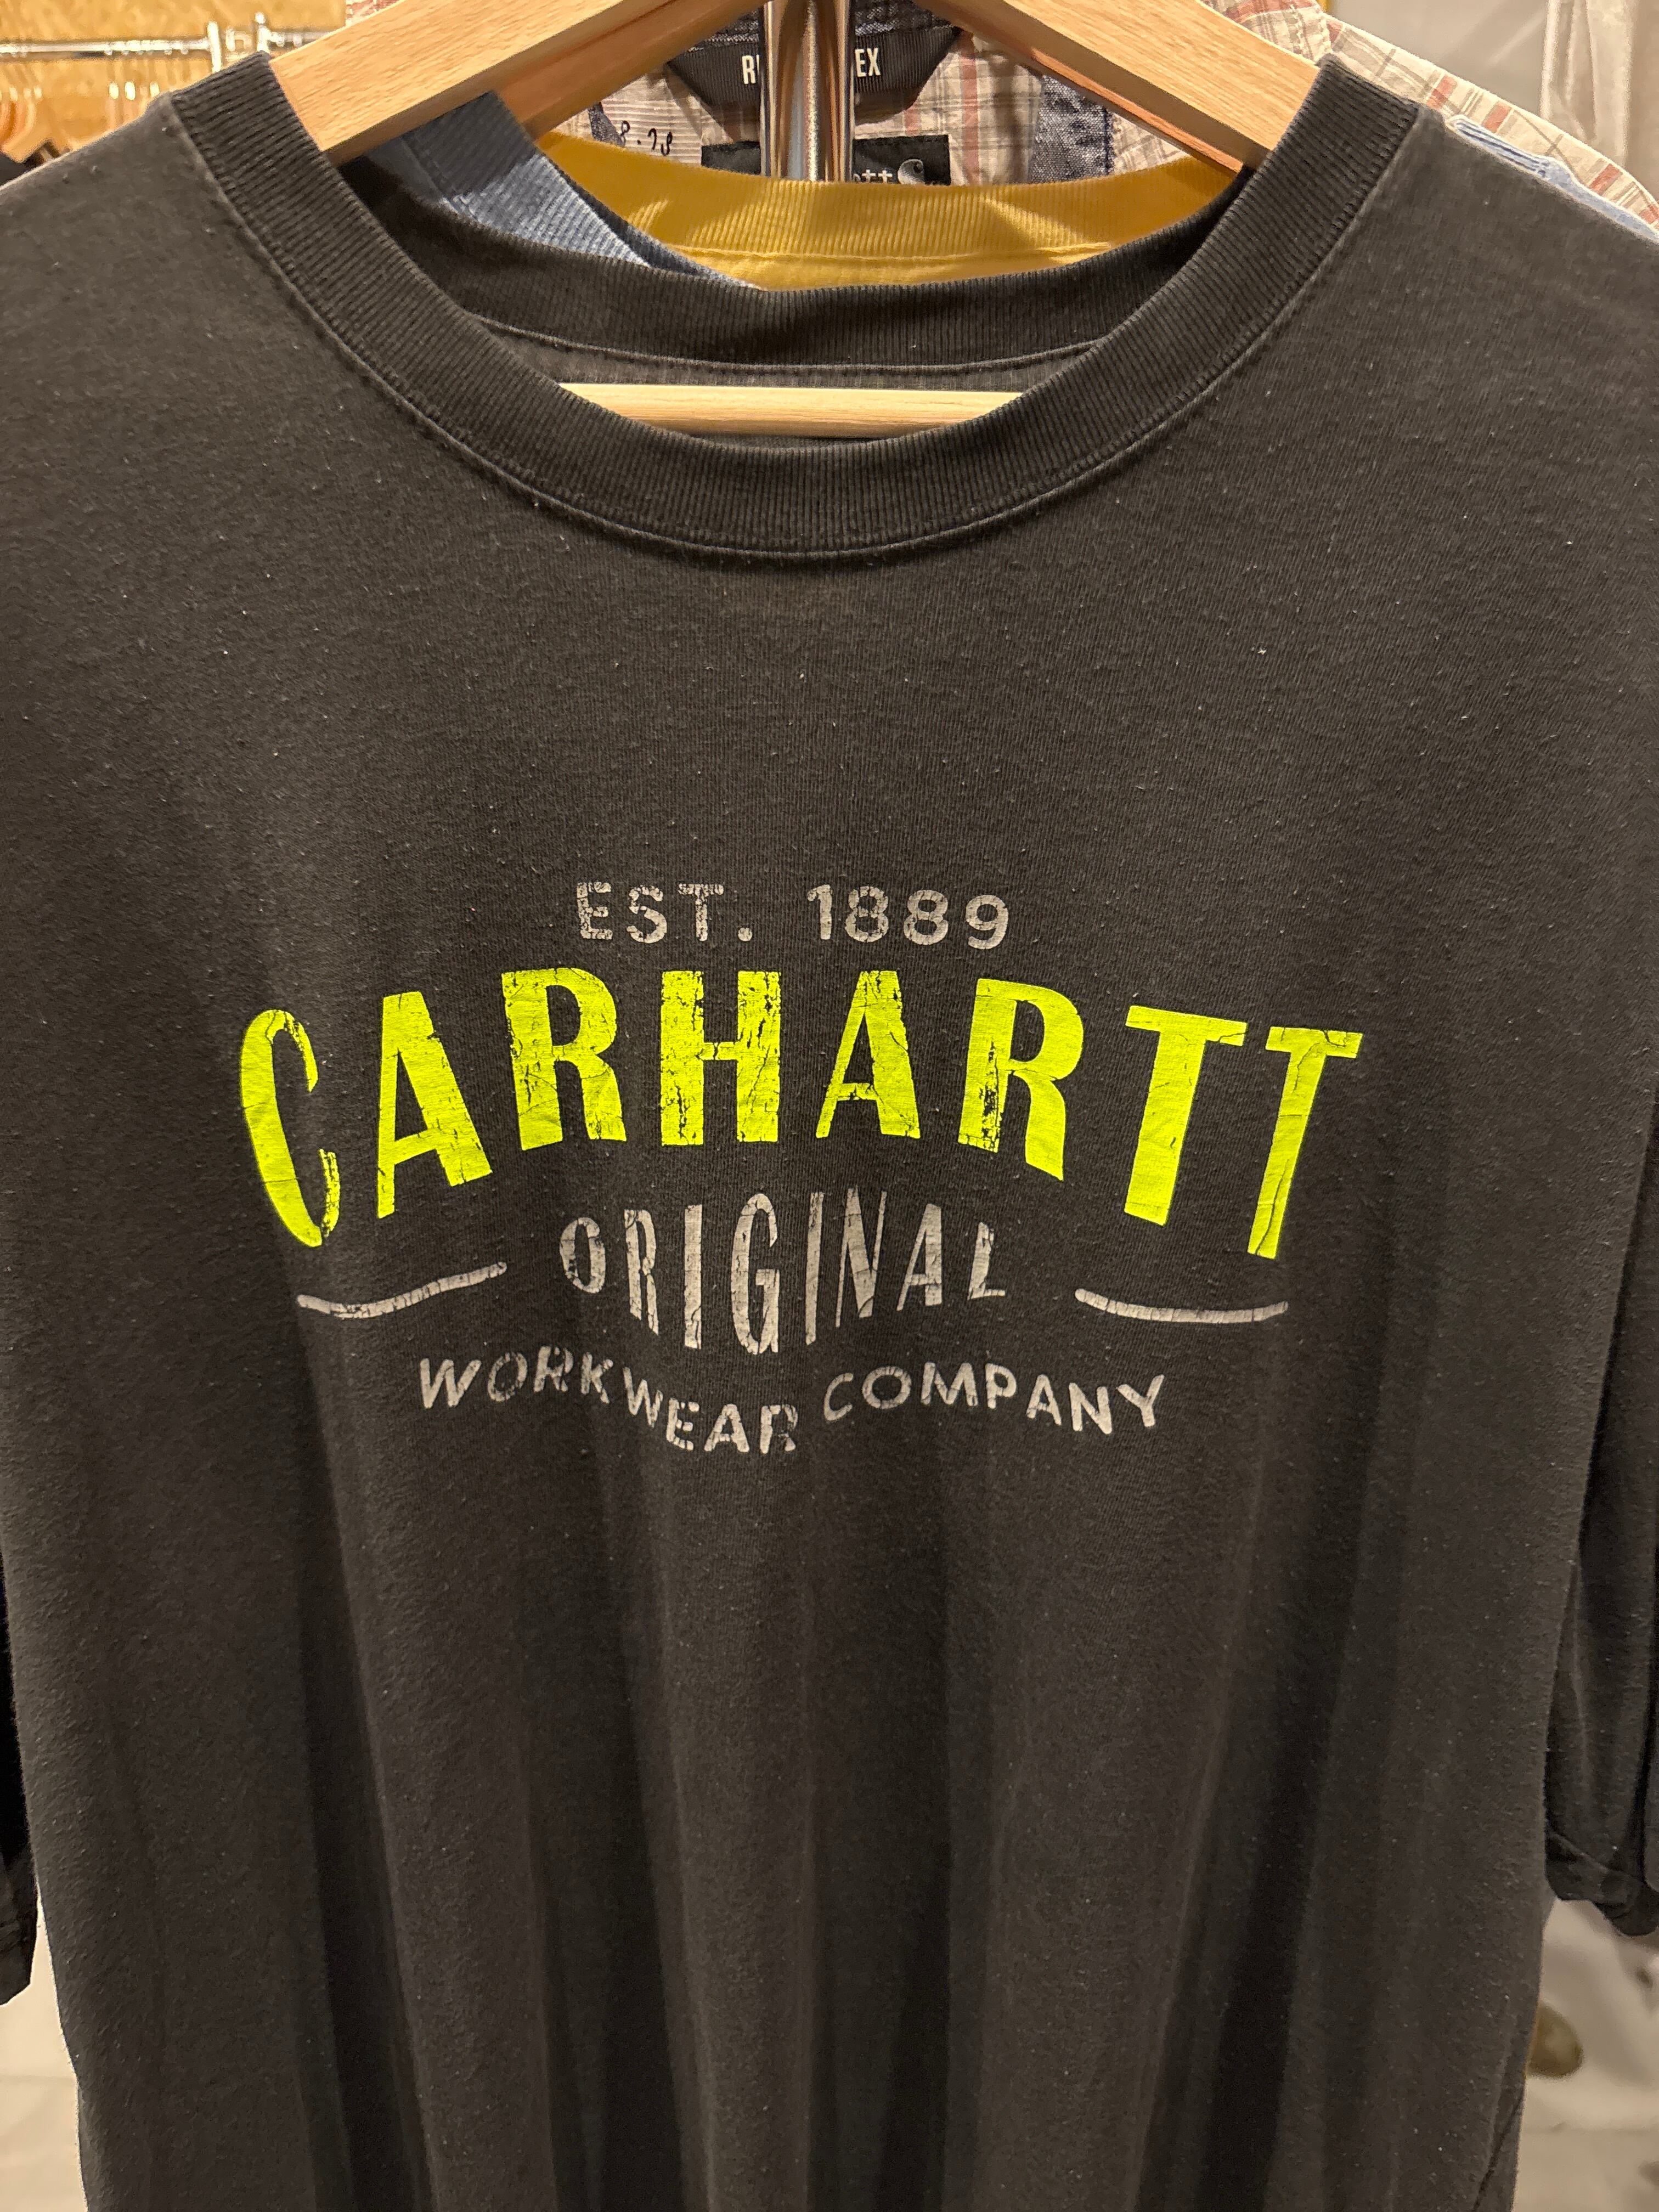 EST. 1889
CARHARTT
ORIGINAL
WORKWEAR COMPANY